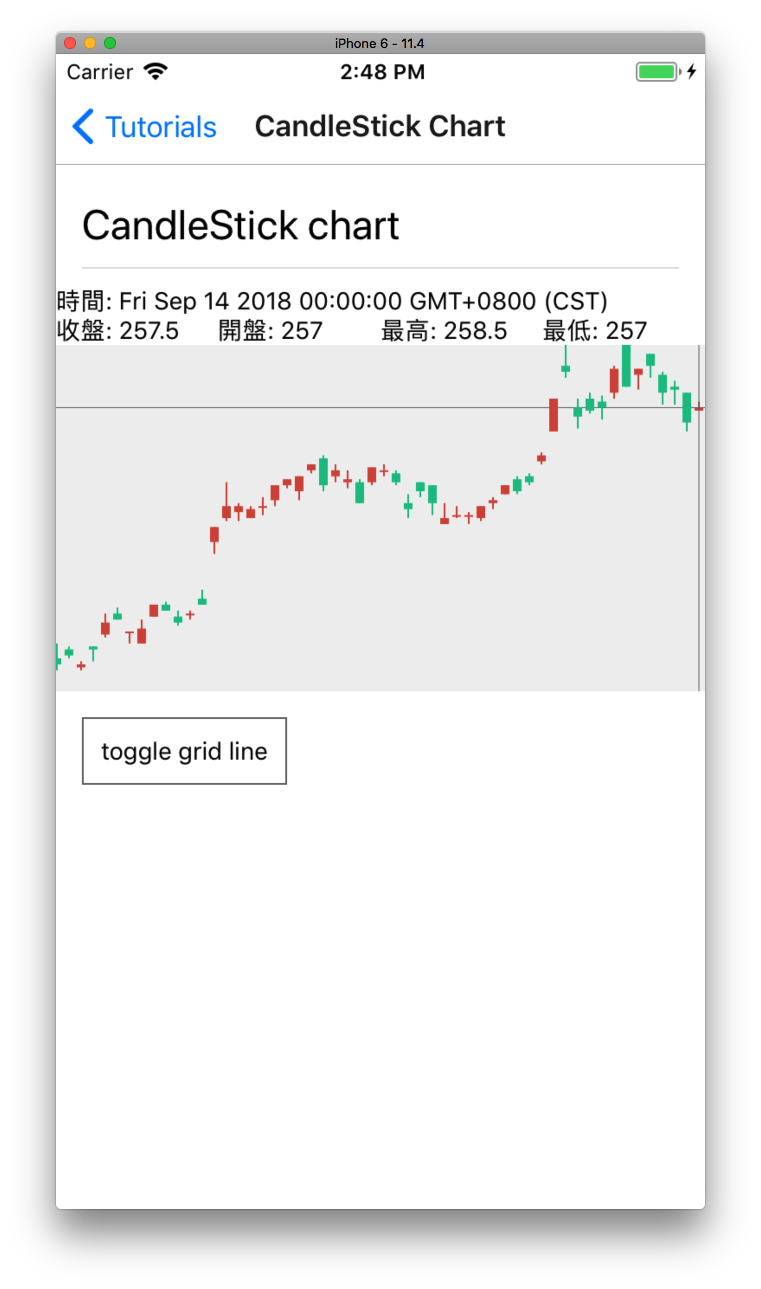 iPhone 6 - 11.4
Carrier 2:48 PM
Tutorials CandleStick Chart
CandleStick chart
時間: Fri Sep 14 2018 00:00:00 GMT+0800 (CST)
收盤: 257.5 開盤: 257 最高: 258.5 最低: 257
toggle grid line